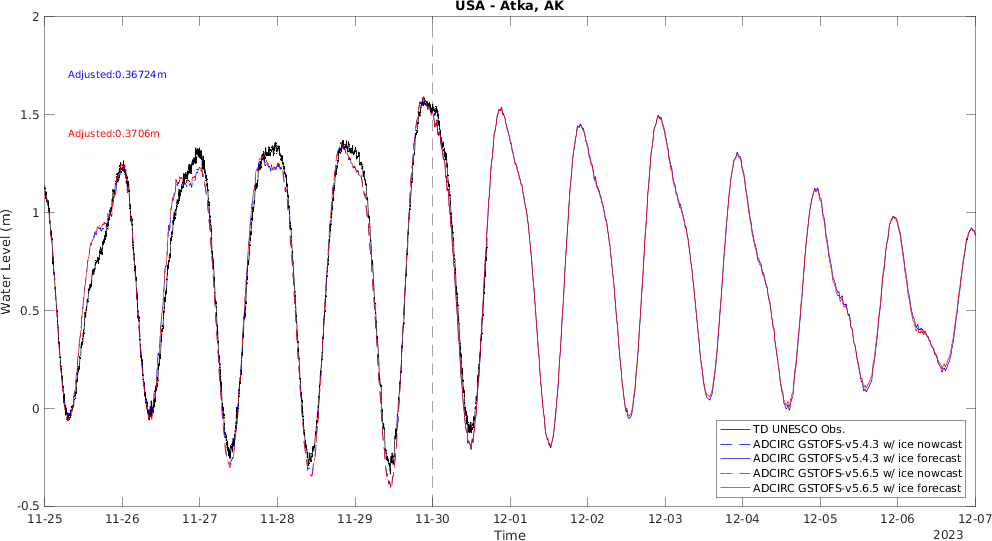 USA - Atka, AK
2
1.5
1
0.5
0
-0.5
Water Level (m)
Adjusted:0.36724m
Adjusted:0.3706m
TD UNESCO Obs.
ADCIRC GSTOFS-v5.4.3 w/ ice nowcast
ADCIRC GSTOFS-v5.4.3 w/ ice forecast
ADCIRC GSTOFS-v5.6.5 w/ ice nowcast
ADCIRC GSTOFS-v5.6.5 w/ ice forecast
11-25 11-26 11-27 11-28 11-29 11-30 12-01 12-02 12-03 12-04 12-05 12-06 12-07
Time
2023